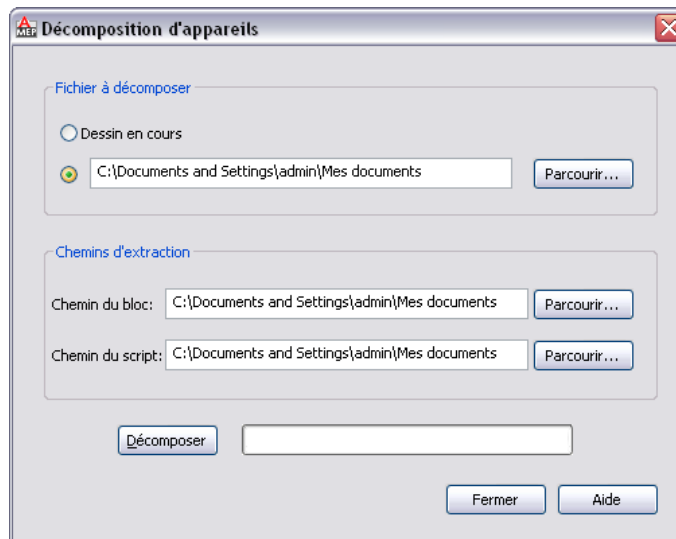 A
MEP
Décomposition d'appareils
Fichier à décomposer
Dessin en cours
C:\Documents and Settings\admin\Mes documents
Parcourir...
Chemins d'extraction
Chemin du bloc:
C:\Documents and Settings\admin\Mes documents
Parcourir...
Chemin du script:
C:\Documents and Settings\admin\Mes documents
Parcourir...
Décomposer
Fermer
Aide